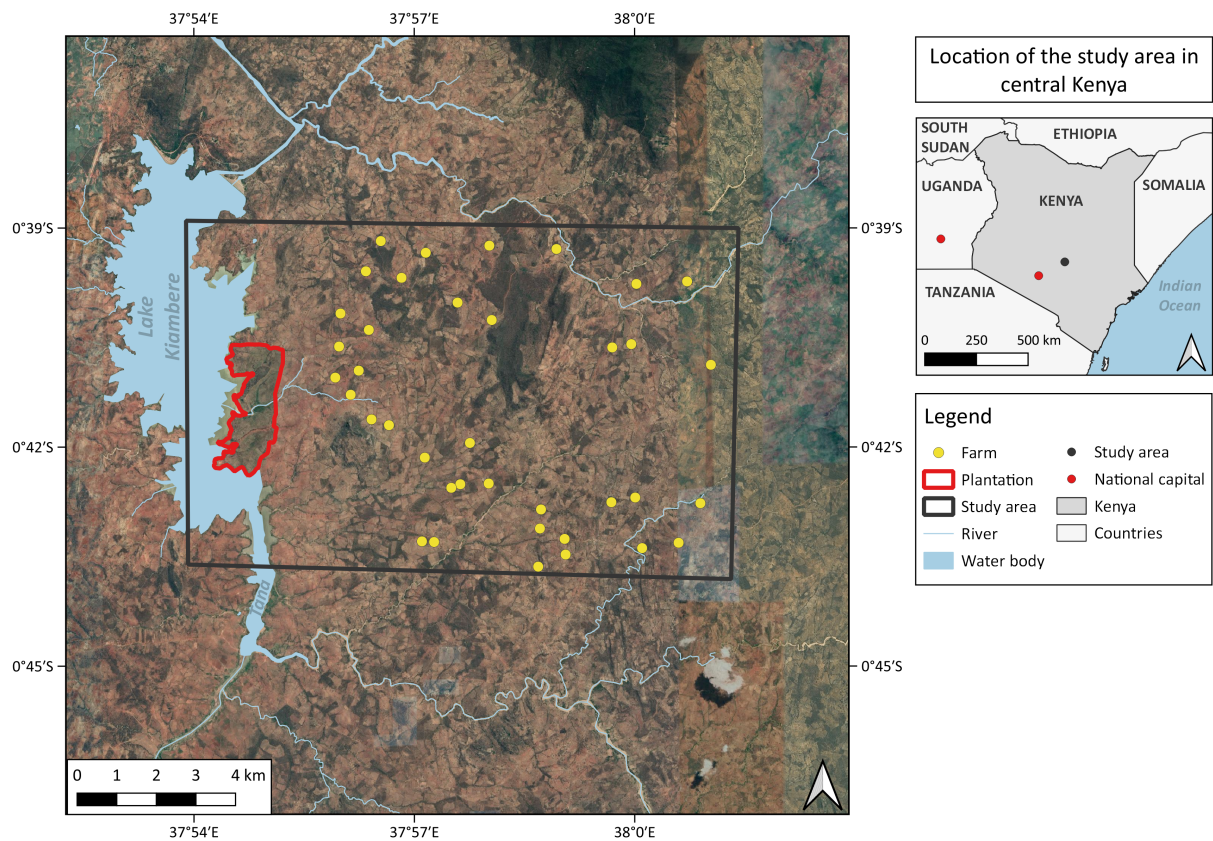 37°54′E 37°57′E 38°0′E
0°39′S 0°39′S
Lake
Kiambere
0°42′S 0°42′S
Tana
0°45′S 0°45′S
0 1 2 3 4 km
37°54′E 37°57′E 38°0′E
Location of the study area in
central Kenya
SOUTH
SUDAN
ETHIOPIA
UGANDA
SOMALIA
KENYA
TANZANIA
Indian
Ocean
0 250 500 km
Legend
Farm
Plantation
Study area
River
Water body
Study area
National capital
Kenya
Countries